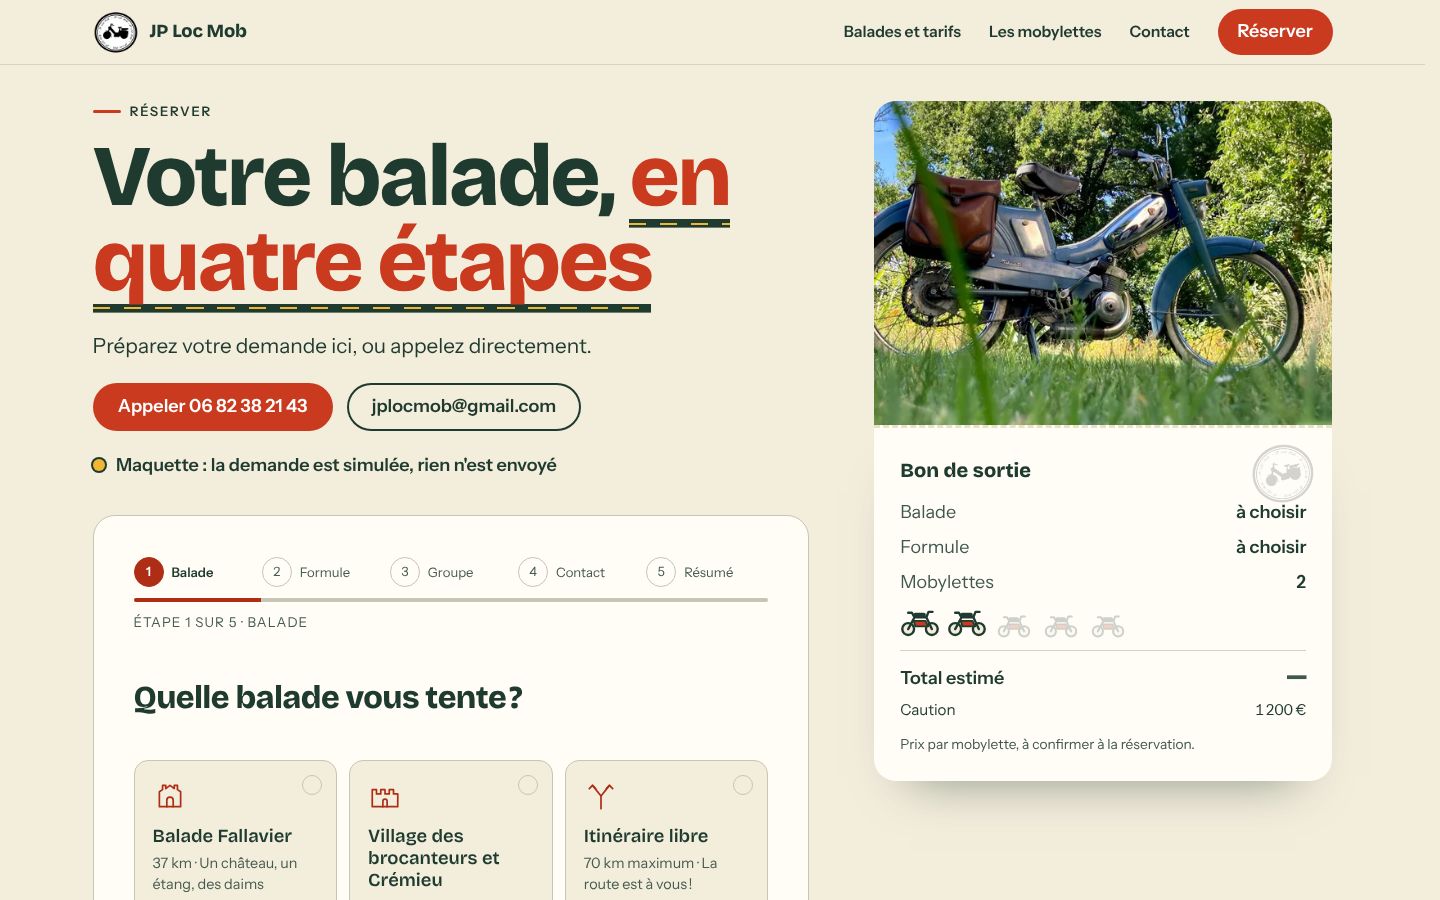 JP Loc Mob
Balades et tarifs
Les mobylettes
Contact
Réserver
RÉSERVER
Votre balade, en
quatre étapes
Préparez votre demande ici, ou appelez directement.
Appeler 06 82 38 21 43
jplocmob@gmail.com
Maquette : la demande est simulée, rien n'est envoyé
1 Balade
2 Formule
3 Groupe
4 Contact
5 Résumé
ÉTAPE 1 SUR 5 · BALADE
Quelle balade vous tente ?
Balade Fallavier
37 km · Un château, un
étang, des daims
Village des
brocanteurs et
Crémieu
Itinéraire libre
70 km maximum · La
route est à vous !
Bon de sortie
Balade à choisir
Formule à choisir
Mobylettes 2
Total estimé —
Caution 1 200 €
Prix par mobylette, à confirmer à la réservation.